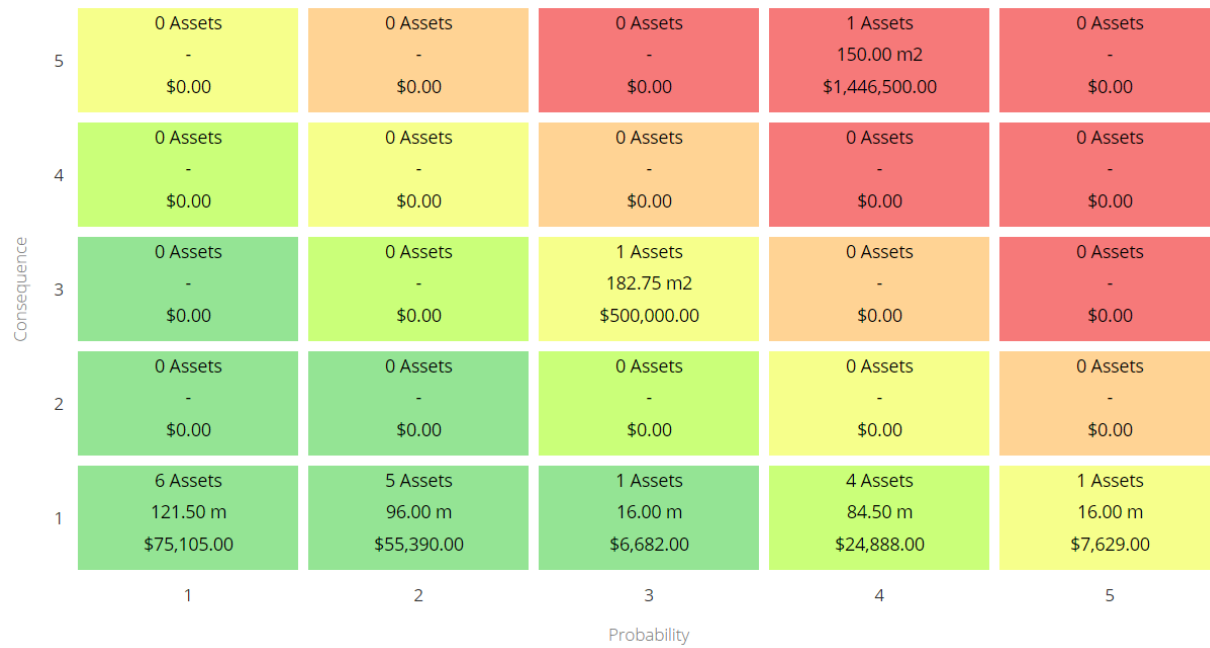 0 Assets 0 Assets 0 Assets 1 Assets 0 Assets
5 - - - 150.00 m2 -
$0.00 $0.00 $0.00 $1,446,500.00 $0.00
0 Assets 0 Assets 0 Assets 0 Assets 0 Assets
4 - - - - -
$0.00 $0.00 $0.00 $0.00 $0.00
Consequence
0 Assets 0 Assets 1 Assets 0 Assets 0 Assets
3 - - 182.75 m2 - -
$0.00 $0.00 $500,000.00 $0.00 $0.00
0 Assets 0 Assets 0 Assets 0 Assets 0 Assets
2 - - - - -
$0.00 $0.00 $0.00 $0.00 $0.00
6 Assets 5 Assets 1 Assets 4 Assets 1 Assets
1 121.50 m 96.00 m 16.00 m 84.50 m 16.00 m
$75,105.00 $55,390.00 $6,682.00 $24,888.00 $7,629.00
1 2 3 4 5
Probability